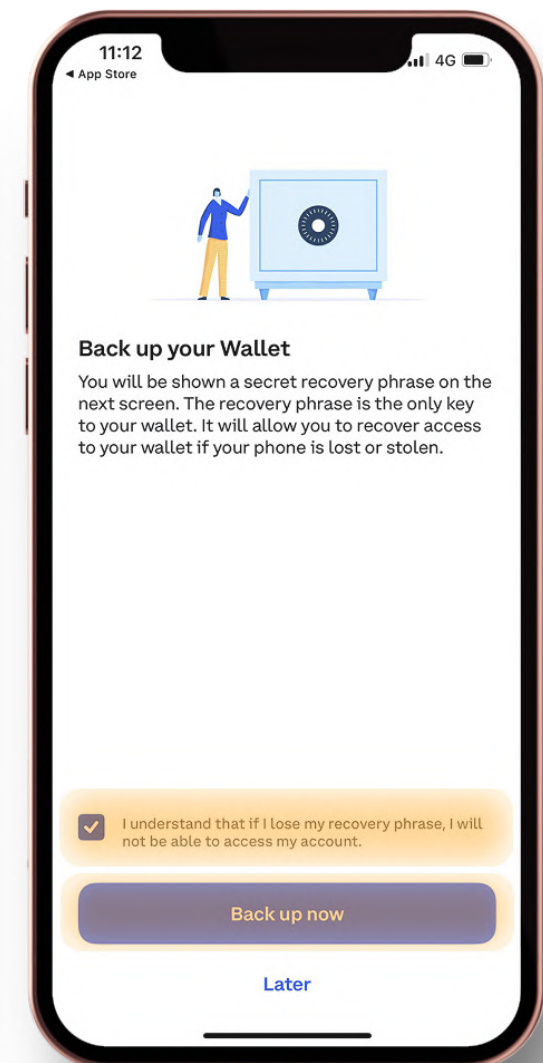 11:12
4G
◀ App Store
Back up your Wallet
You will be shown a secret recovery phrase on the
next screen. The recovery phrase is the only key
to your wallet. It will allow you to recover access
to your wallet if your phone is lost or stolen.
I understand that if I lose my recovery phrase, I will
not be able to access my account.
Back up now
Later